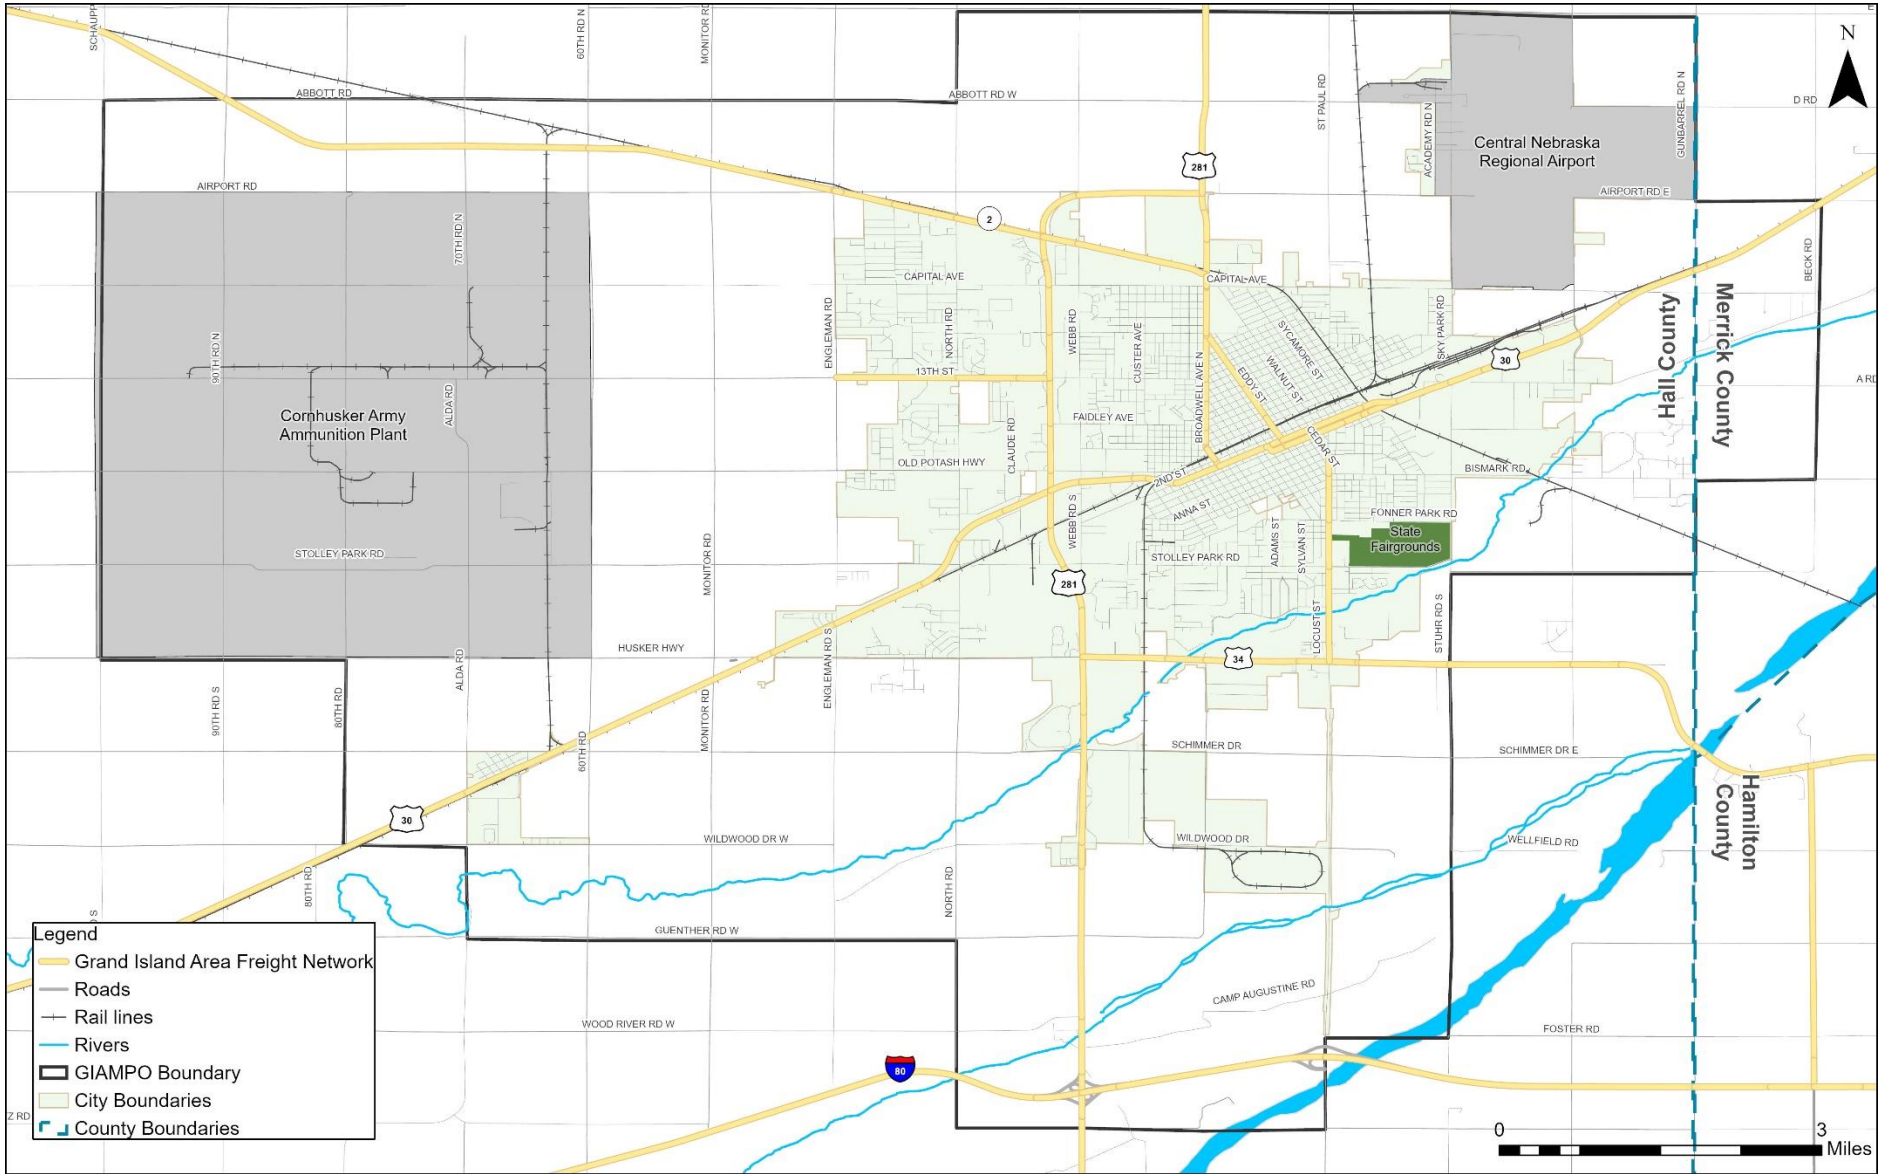 SCHAUPP
60TH RD N
MONITOR RD
N
ABBOTT RD
ABBOTT RD W
ST PAUL RD
ACADEMY RD N
GUNBARREL RD N
D RD
E
281
Central Nebraska
Regional Airport
AIRPORT RD
AIRPORT RD E
2
70TH RD N
BECK RD
CAPITAL AVE
CAPITAL AVE
ENGLEMAN RD
NORTH RD
WEBB RD
CUSTER AVE
SYCAMORE ST
WALNUT ST
EDDY ST
SKY PARK RD
30
Hall County
Merrick County
90TH RD N
13TH ST
BROADWELL AVE N
A RD
Cornhusker Army
Ammunition Plant
ALDA RD
FAIDLEY AVE
CLAUDE RD
CEDAR ST
OLD POTASH HWY
2ND ST
BISMARK RD
ANNA ST
FONNER PARK RD
State
Fairgrounds
WEBB RD S
STOLLEY PARK RD
MONITOR RD
STOLLEY PARK RD
ADAMS ST
SYLVAN ST
281
LOCUST ST
STUHR RD S
HUSKER HWY
ENGLEMAN RD S
34
ALDA RD
90TH RD S
80TH RD
MONITOR RD
60TH RD
SCHIMMER DR
SCHIMMER DR E
Hamilton
County
30
WILDWOOD DR W
WILDWOOD DR
WELLFIELD RD
80TH RD
NORTH RD
D S
GUENTHER RD W
CAMP AUGUSTINE RD
WOOD RIVER RD W
FOSTER RD
80
Z RD
Legend
Grand Island Area Freight Network
Roads
Rail lines
Rivers
GIAMPO Boundary
City Boundaries
County Boundaries
0 3
Miles